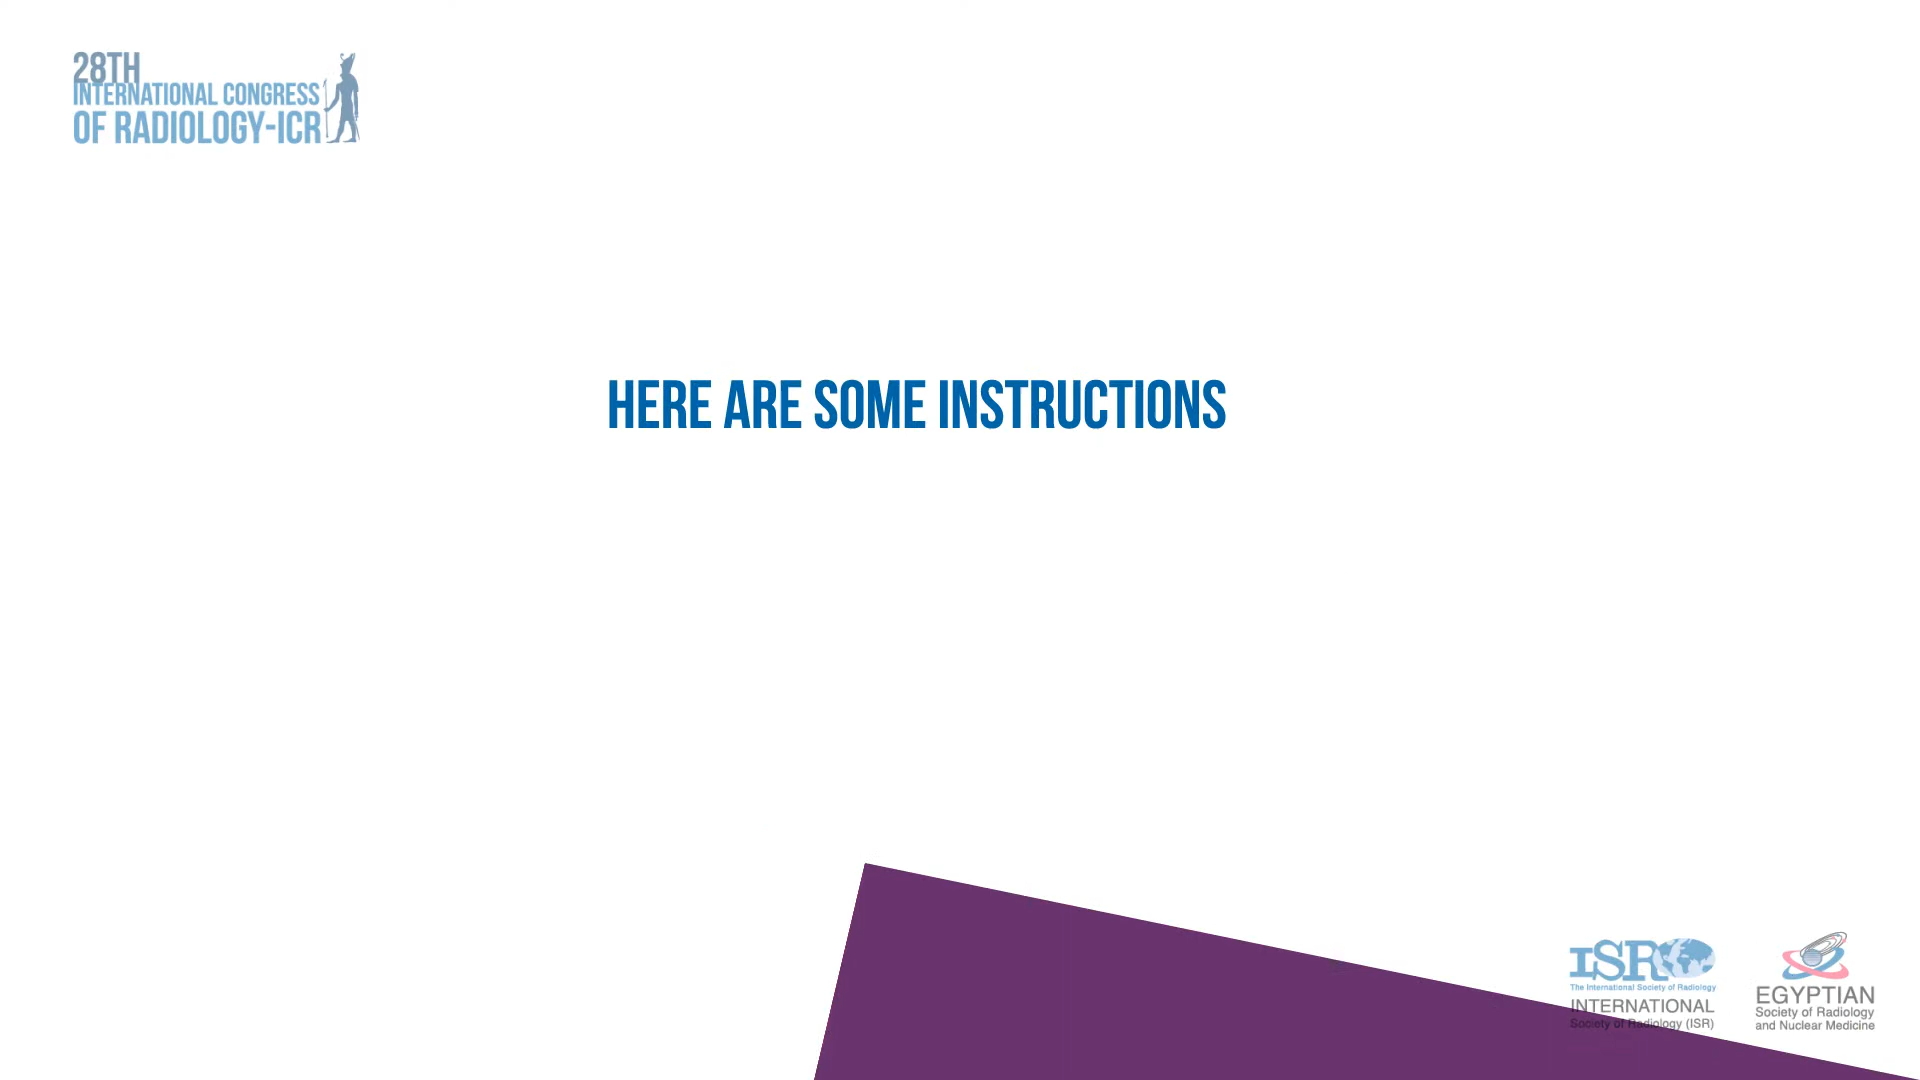 28TH
INTERNATIONAL CONGRESS
OF RADIOLOGY-ICR
HERE ARE SOME INSTRUCTIONS
ISR
The International Society of Radiology
INTERNATIONAL
Society of Radiology (ISR)
EGYPTIAN
Society of Radiology
and Nuclear Medicine